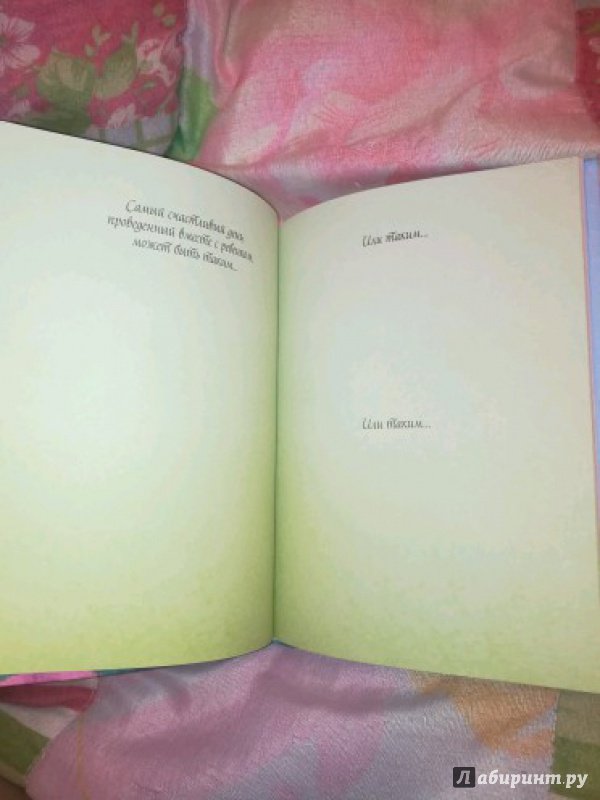 Самый счастливый день,
проведенный вместе с ребенком,
может быть таким...
Или таким...
Или таким...
Лабиринт.ру